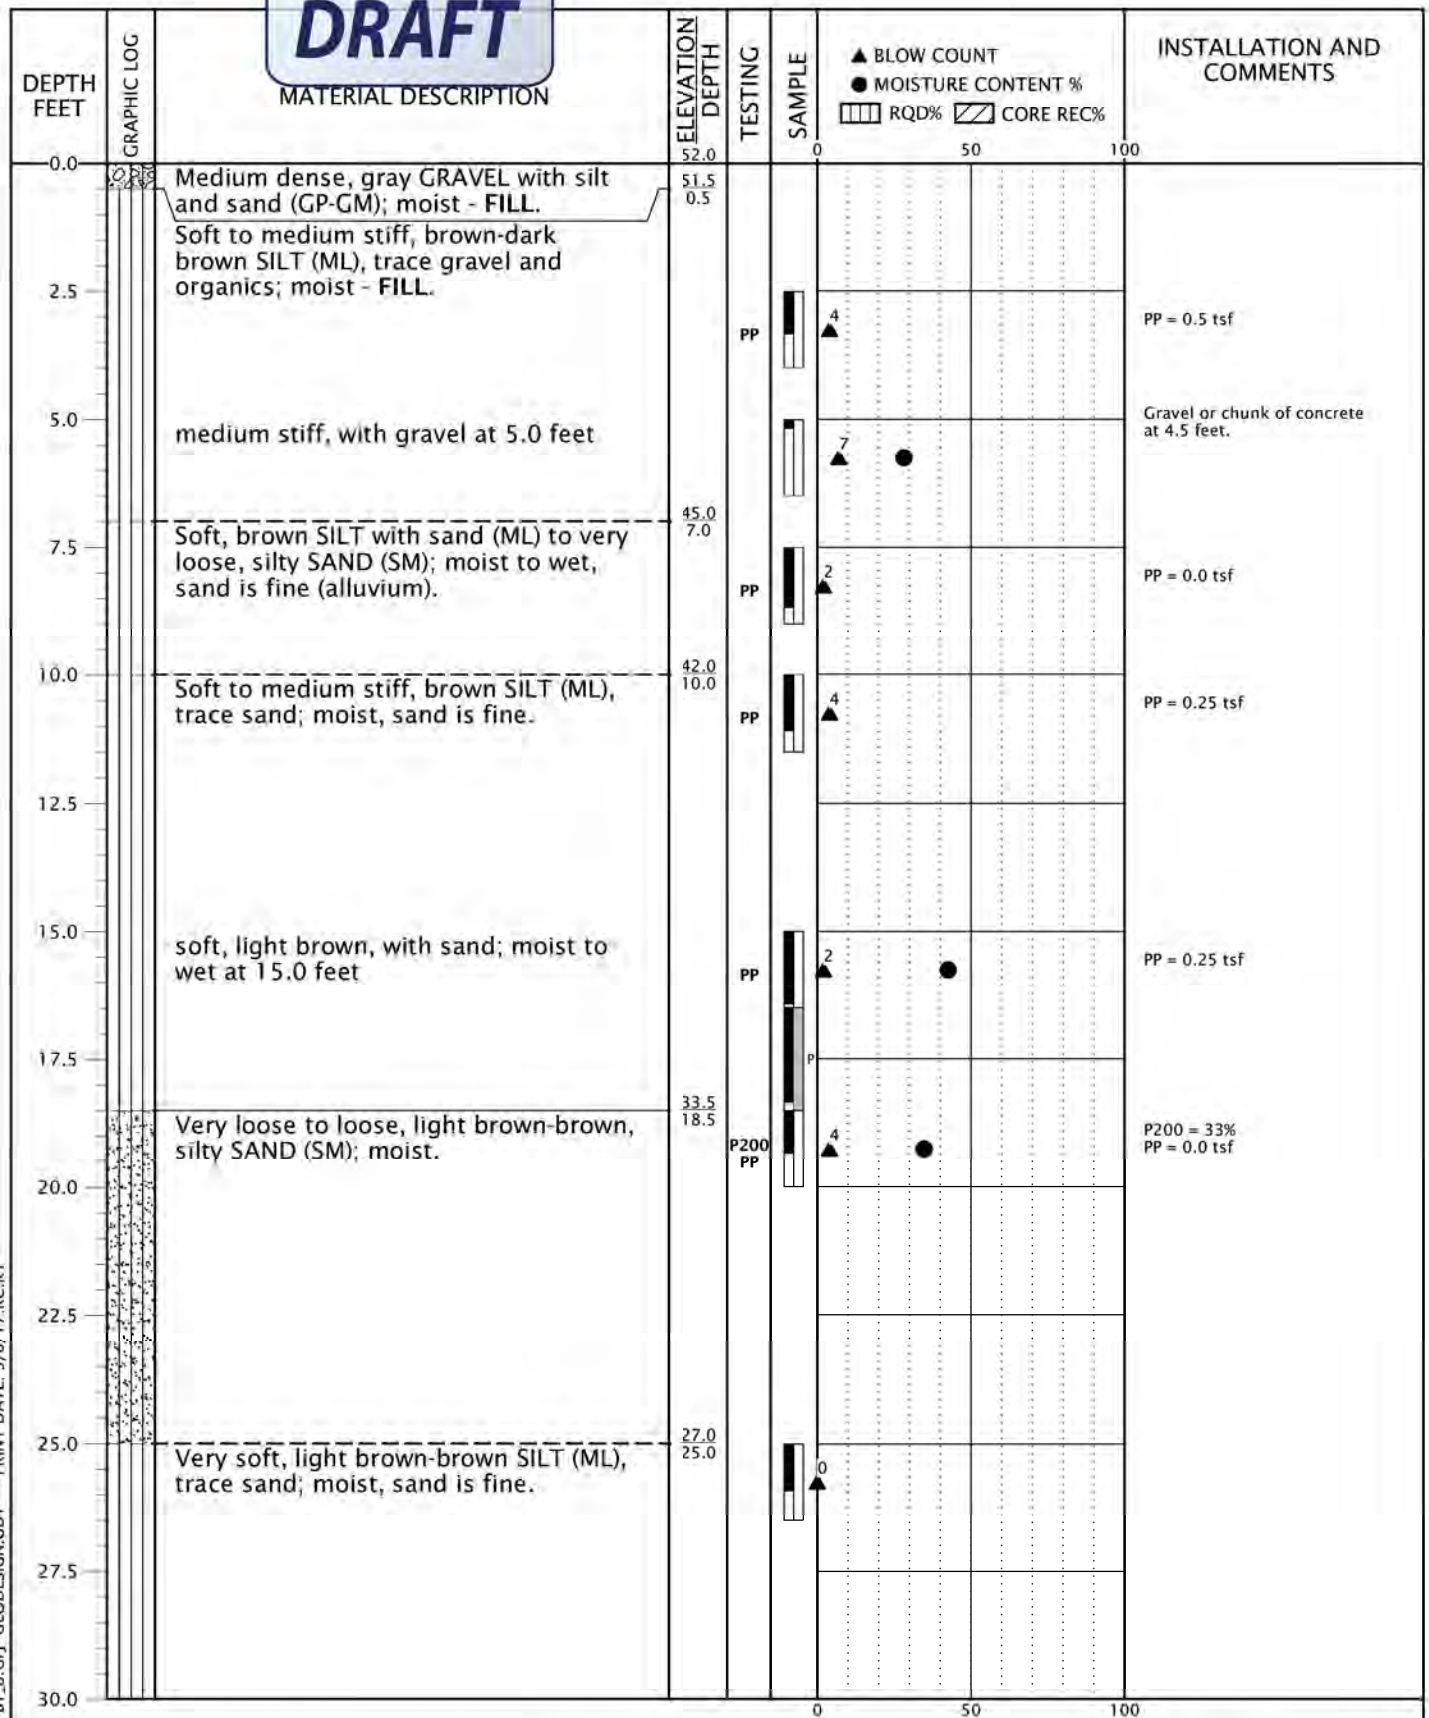 DRAFT
DEPTH
FEET
GRAPHIC LOG
MATERIAL DESCRIPTION
ELEVATION
DEPTH
TESTING
SAMPLE
▲ BLOW COUNT
● MOISTURE CONTENT %
RQD% CORE REC%
INSTALLATION AND
COMMENTS
0 50 100
0.0
52.0
Medium dense, gray GRAVEL with silt
and sand (GP-GM); moist - FILL.
51.5
0.5
Soft to medium stiff, brown-dark
brown SILT (ML), trace gravel and
organics; moist - FILL.
2.5
PP
4
PP = 0.5 tsf
5.0
medium stiff, with gravel at 5.0 feet
7
Gravel or chunk of concrete
at 4.5 feet.
45.0
7.0
7.5
Soft, brown SILT with sand (ML) to very
loose, silty SAND (SM); moist to wet,
sand is fine (alluvium).
PP
2
PP = 0.0 tsf
10.0
42.0
10.0
Soft to medium stiff, brown SILT (ML),
trace sand; moist, sand is fine.
PP
4
PP = 0.25 tsf
12.5
15.0
soft, light brown, with sand; moist to
wet at 15.0 feet
PP
2
PP = 0.25 tsf
17.5
P
33.5
18.5
Very loose to loose, light brown-brown,
silty SAND (SM); moist.
P200
PP
4
P200 = 33%
PP = 0.0 tsf
20.0
22.5
25.0
27.0
25.0
Very soft, light brown-brown SILT (ML),
trace sand; moist, sand is fine.
0
27.5
30.0
0 50 100